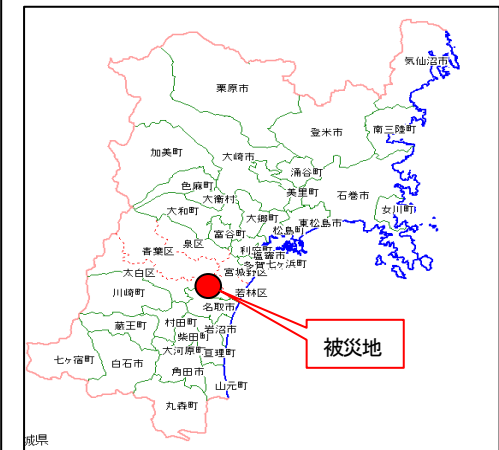 気仙沼市
栗原市
登米市
南三陸町
加美町
大崎市
涌谷町
色麻町
美里町
石巻市
大衡村
女川町
大和町
大郷町
東松島市
松島町
富谷町
泉区
利府町
青葉区
塩竈市
多賀七ヶ浜町
太白区
宮城野区
川崎町
若林区
名取市
村田町
岩沼市
蔵王町
柴田町
大河原町
亘理町
七ヶ宿町
白石市
角田市
山元町
丸森町
被災地
城県